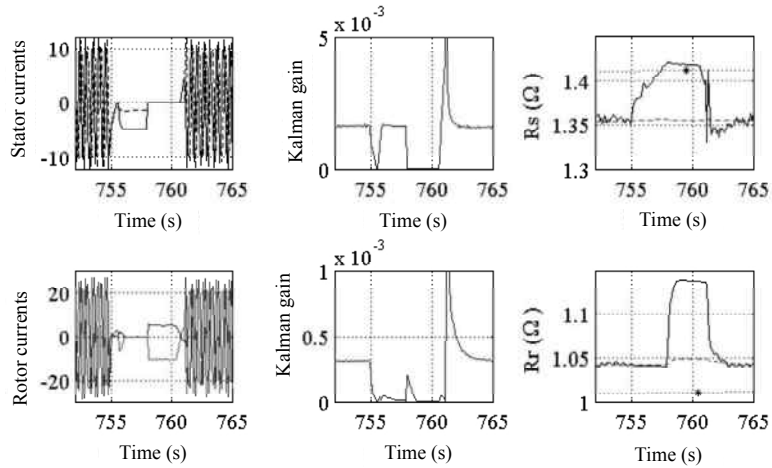 x 10⁻³
Stator currents
10
0
-10
755 760 765
Time (s)
Kalman gain
5
0
755 760 765
Time (s)
Rs (Ω)
1.4
1.35
1.3
755 760 765
Time (s)
x 10⁻³
Rotor currents
20
0
-20
755 760 765
Time (s)
Kalman gain
1
0.5
0
755 760 765
Time (s)
Rr (Ω)
1.1
1.05
1
755 760 765
Time (s)